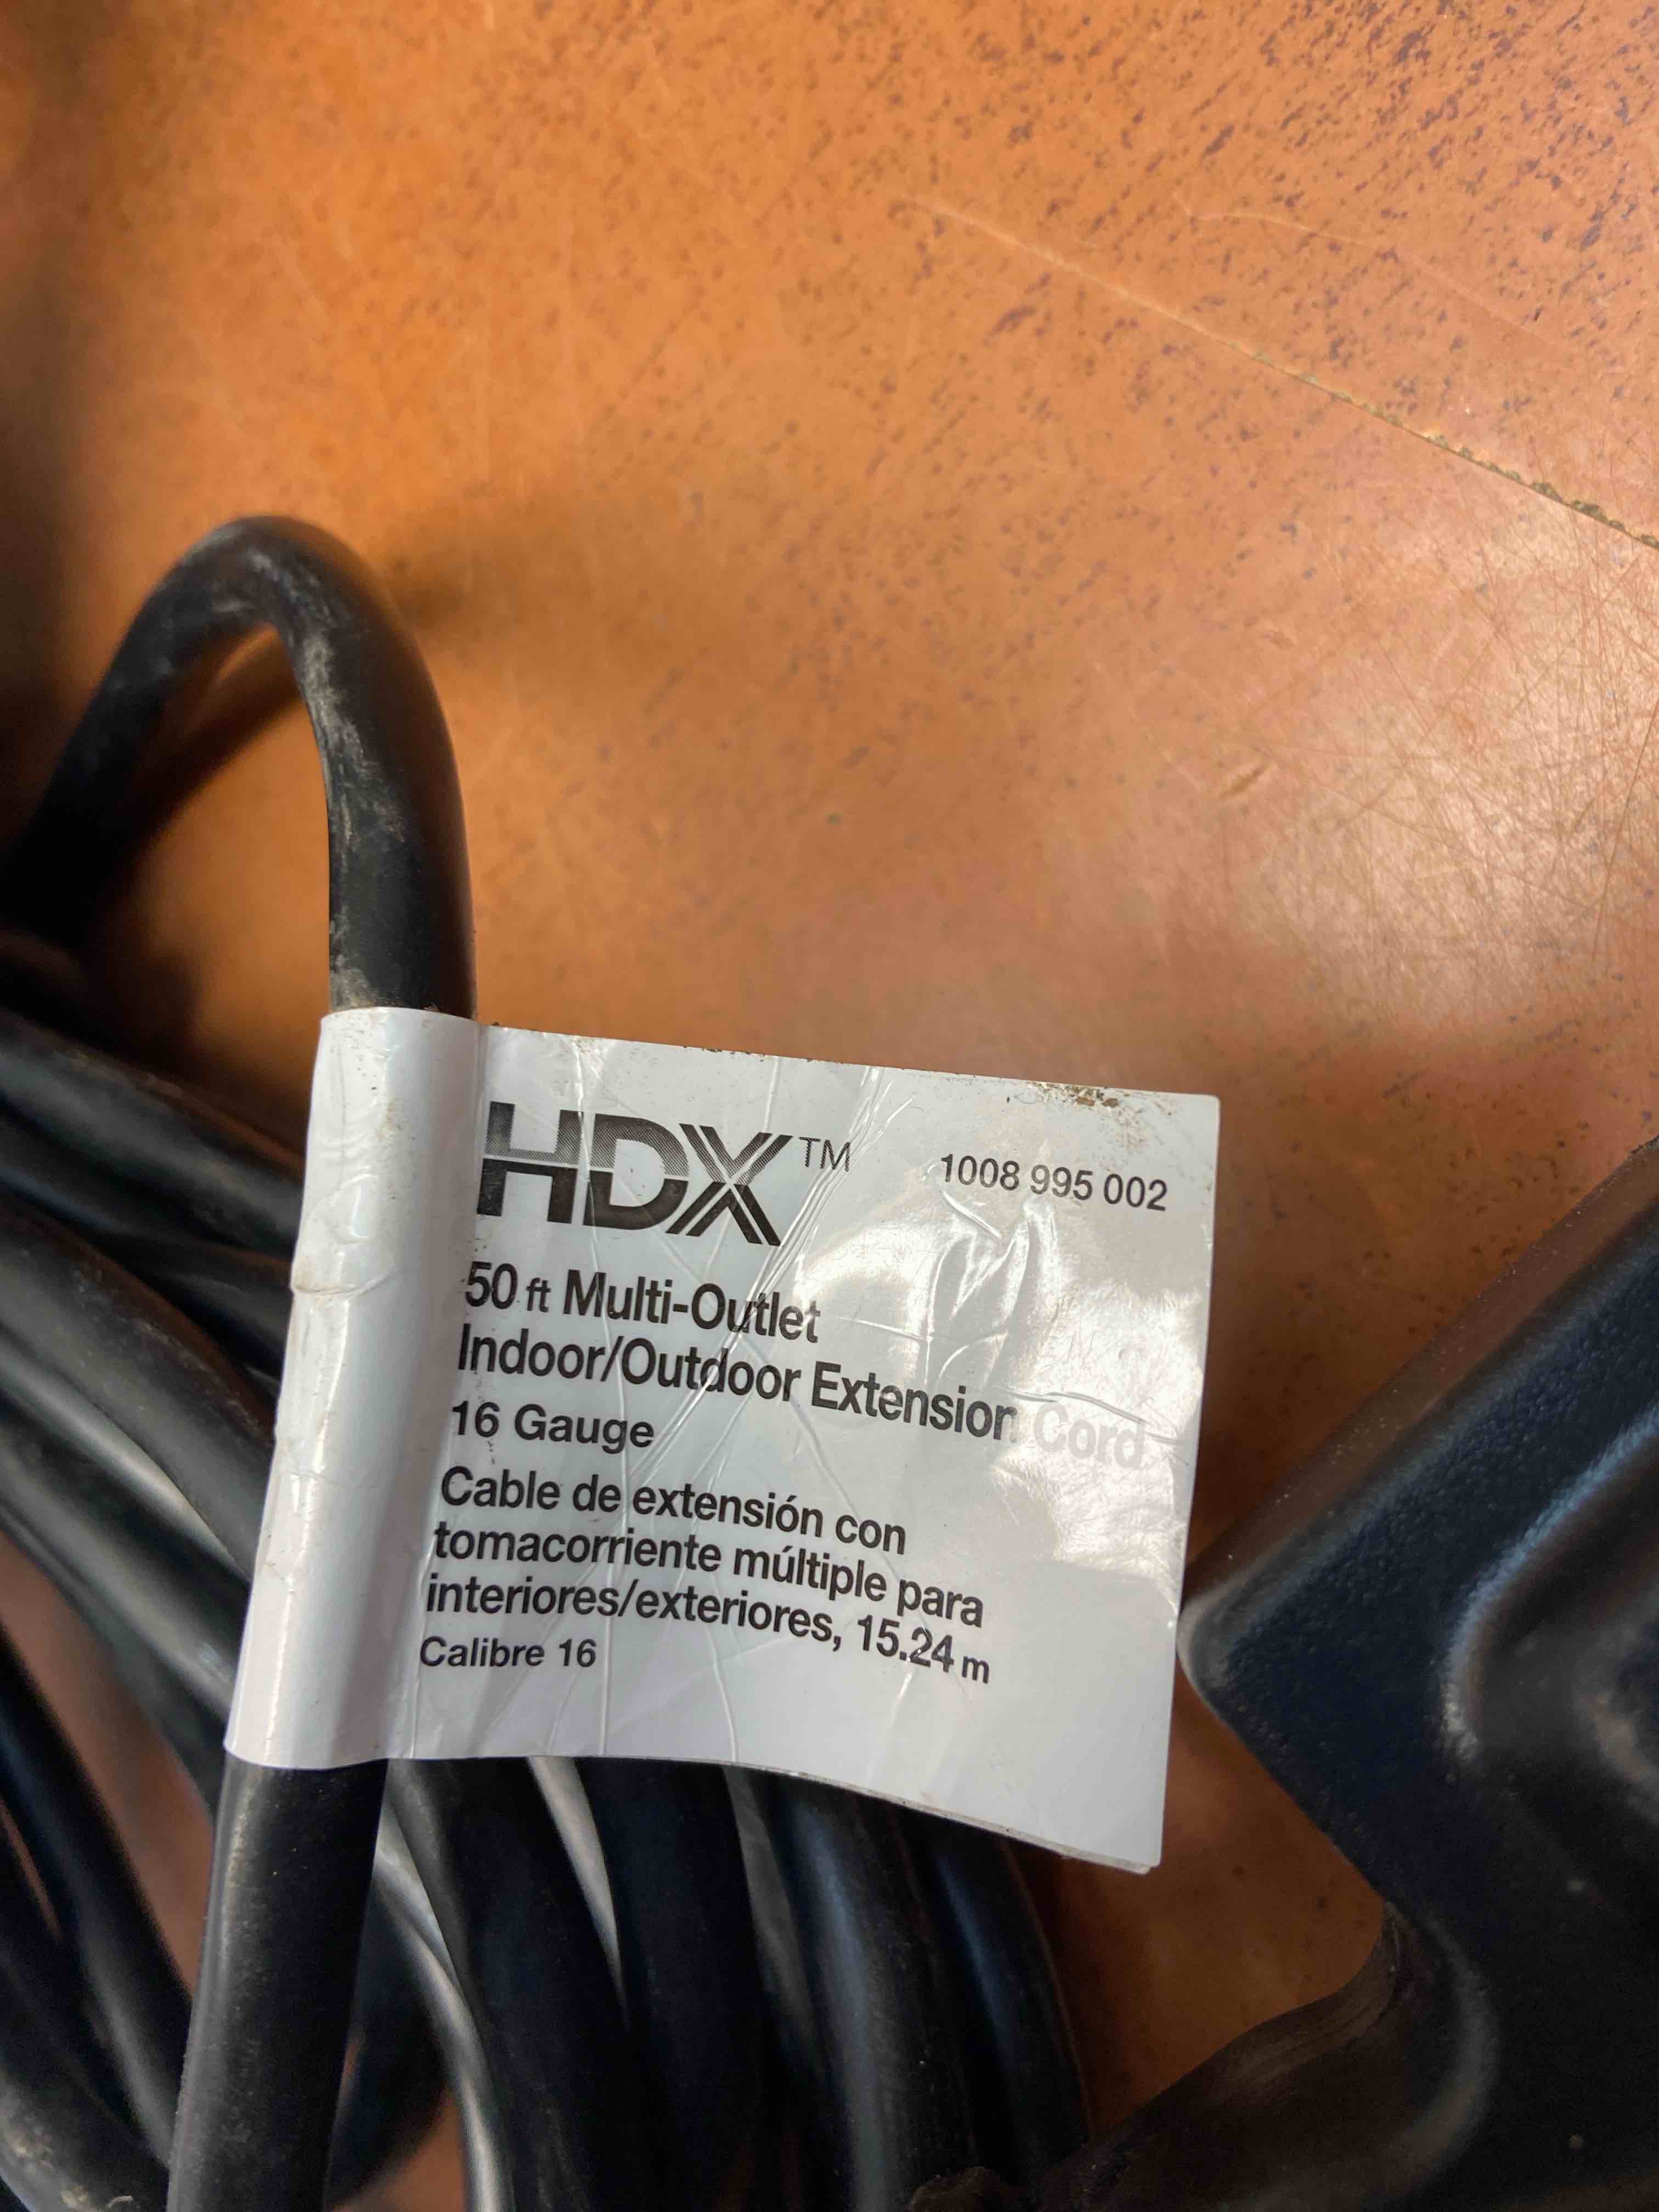 HDX™
1008 995 002
50 ft Multi-Outlet
Indoor/Outdoor Extension Cord
16 Gauge
Cable de extensión con
tomacorriente múltiple para
interiores/exteriores, 15.24 m
Calibre 16